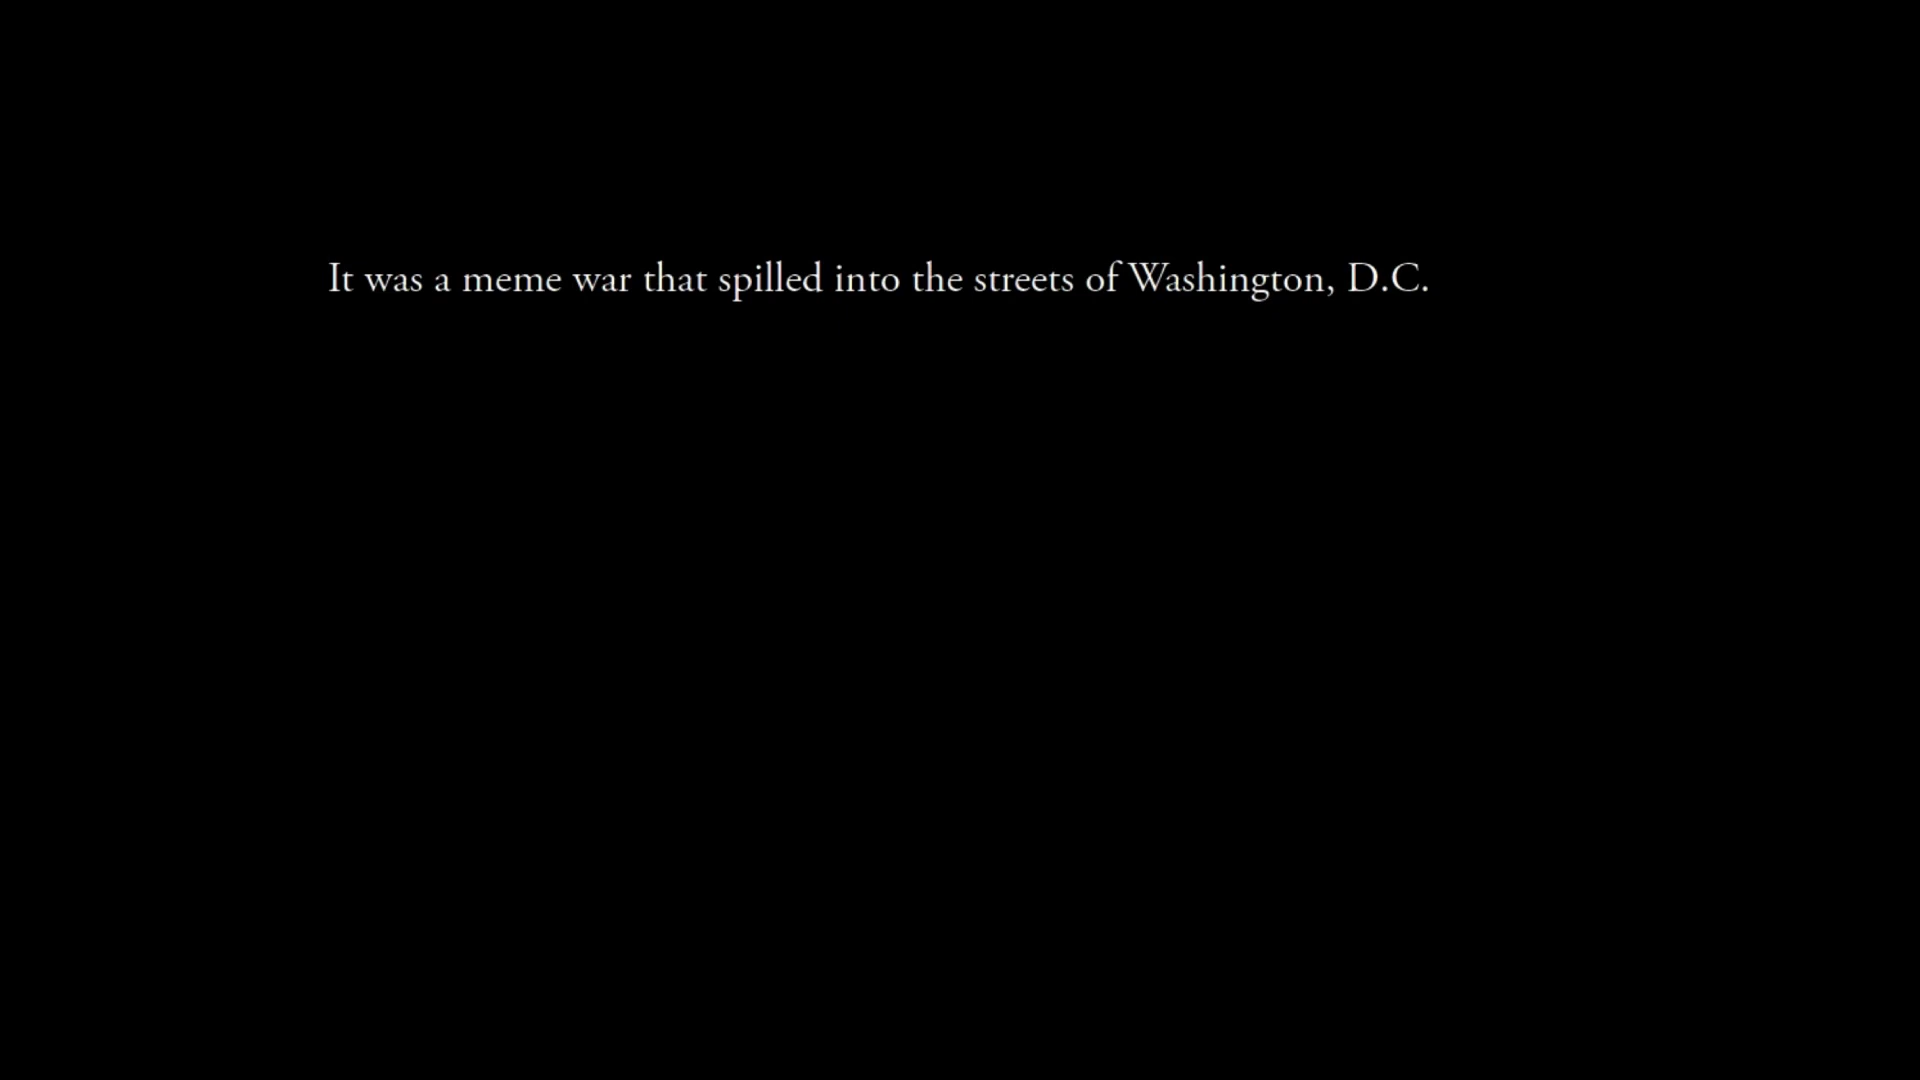 It was a meme war that spilled into the streets of Washington, D.C.